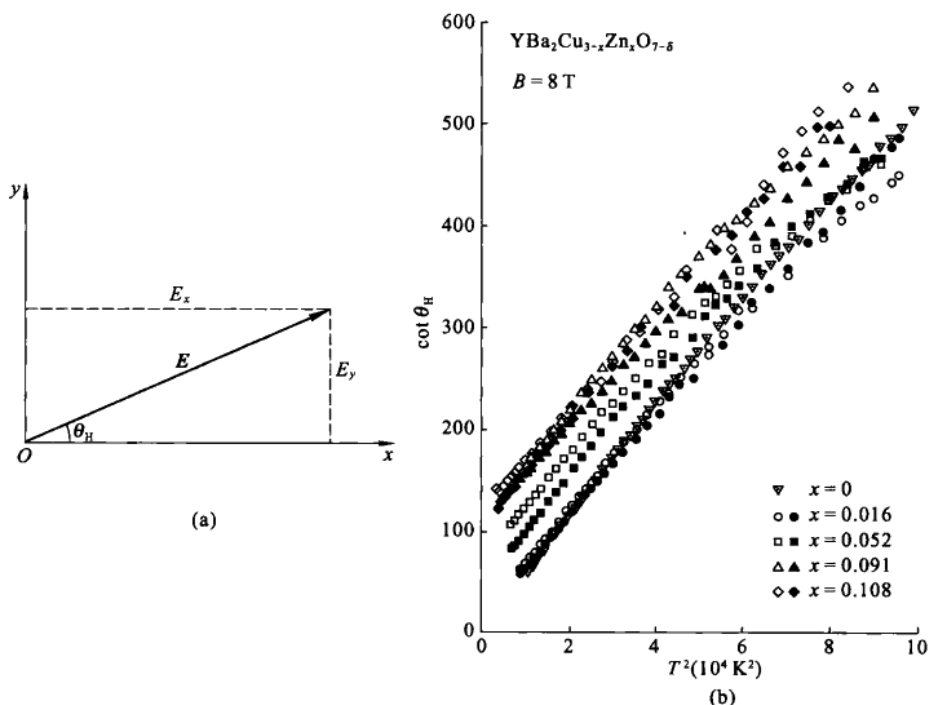 y
E_x
E
E_y
θ_H
O
x
(a)
600
500
400
300
200
100
0
cot θ_H
YBa₂Cu₃₋ₓZnₓO₇₋δ
B = 8 T
x = 0
x = 0.016
x = 0.052
x = 0.091
x = 0.108
0 2 4 6 8 10
T²(10⁴ K²)
(b)